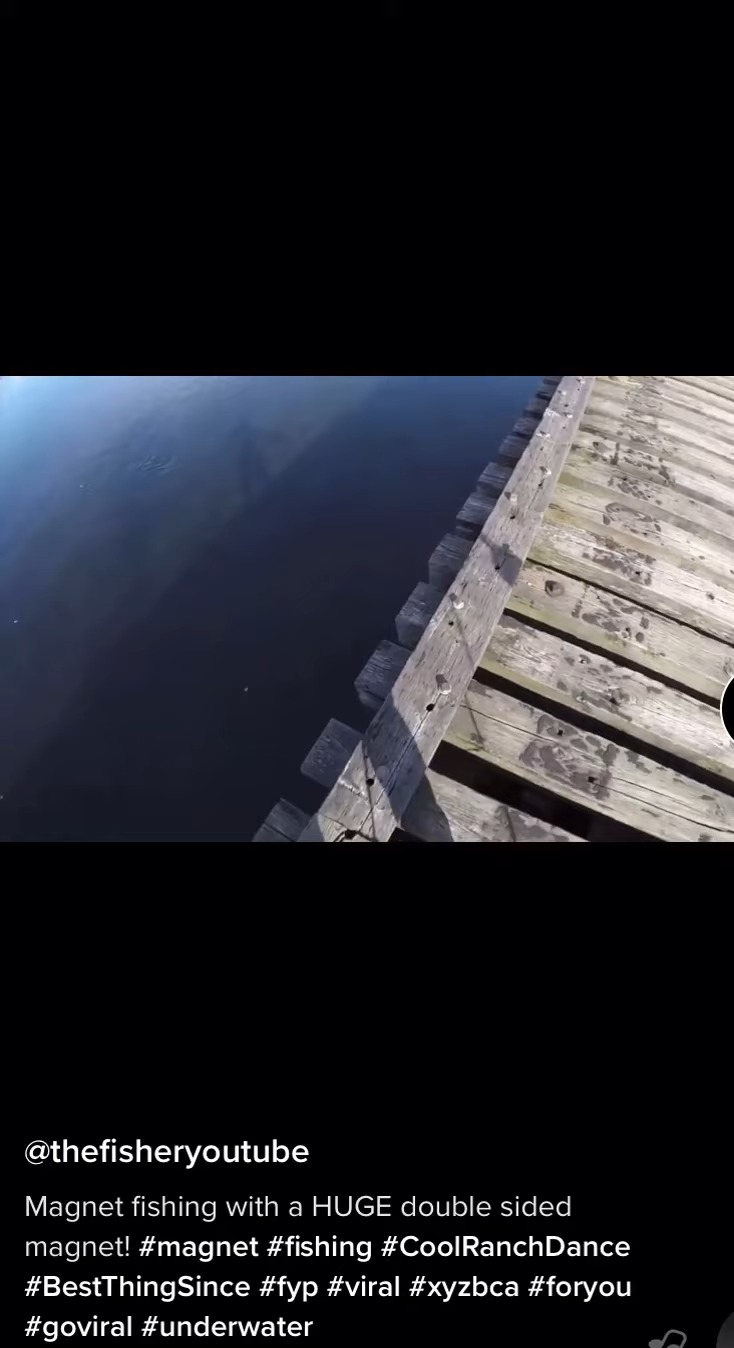 @thefisheryoutube
Magnet fishing with a HUGE double sided
magnet! #magnet #fishing #CoolRanchDance
#BestThingSince #fyp #viral #xyzbca #foryou
#goviral #underwater